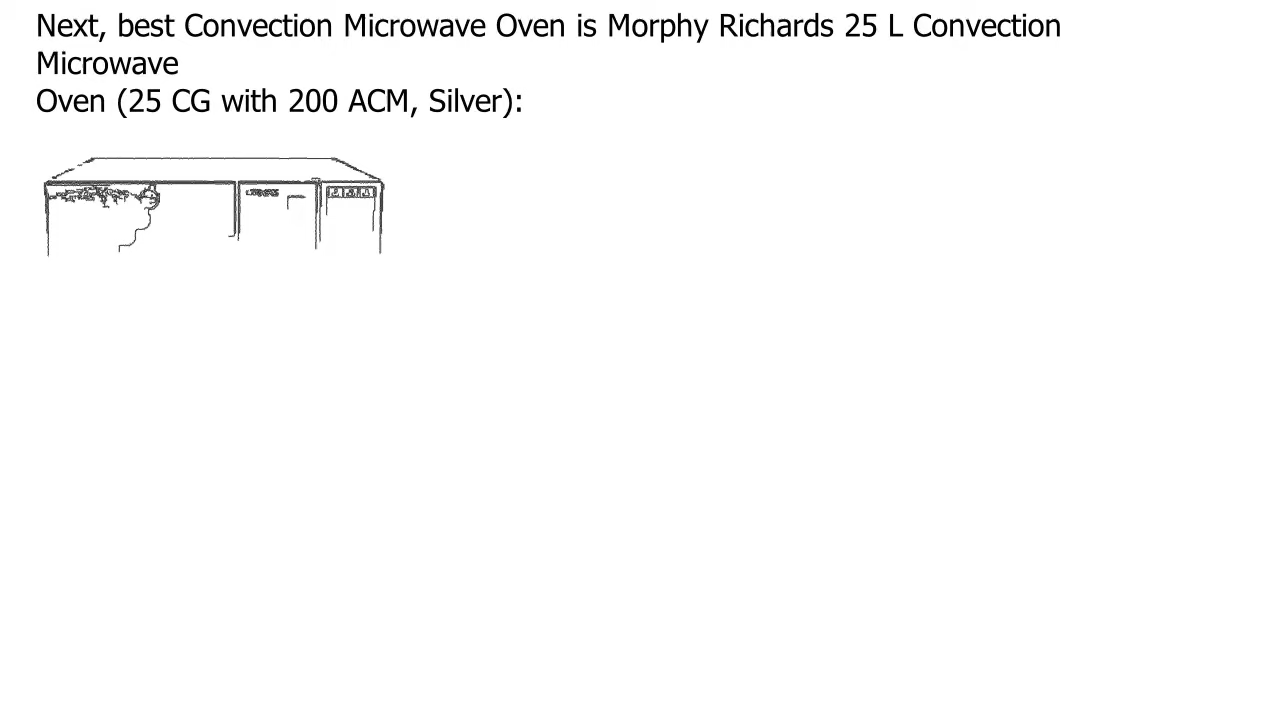 Next, best Convection Microwave Oven is Morphy Richards 25 L Convection
Microwave
Oven (25 CG with 200 ACM, Silver):